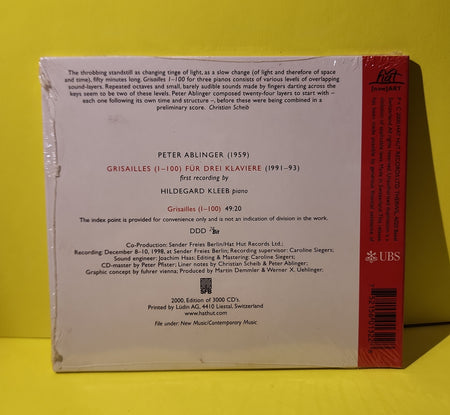 The throbbing standstill as changing tinge of light, as a slow change (of light and therefore of space
and time), fifty minutes long. Grisailles 1–100 for three pianos consists of various levels of overlapping
sound-layers. Repeated octaves and small, barely audible sounds made by fingers darting across the
keys seem to be two of these levels. Peter Ablinger composed twenty-four layers to start with –
each one following its own time and structure –, before these were being combined in a
preliminary score. Christian Scheib
PETER ABLINGER (1959)
GRISAILLES (1–100) FÜR DREI KLAVIERE (1991–93)
first recording by
HILDEGARD KLEEB piano
Grisailles (1–100) 49:20
The index point is provided for convenience only and is not an indication of division in the work.
DDD Bit
Co-Production: Sender Freies Berlin/Hat Hut Records Ltd.;
Recording: December 8-10, 1998, at Sender Freies Berlin; Recording supervisor: Caroline Siegers;
Sound engineer: Joachim Haas; Editing & Mastering: Caroline Siegers;
CD-master by Peter Pfister; Liner notes by Christian Scheib & Peter Ablinger;
Graphic concept by fuhrer vienna; Produced by Martin Demmler & Werner X. Uehlinger.
2000, Edition of 3000 CD's.
Printed by Lüdin AG, 4410 Liestal, Switzerland
www.hathut.com
File under: New Music/Contemporary Music
hat
[now]ART
UBS